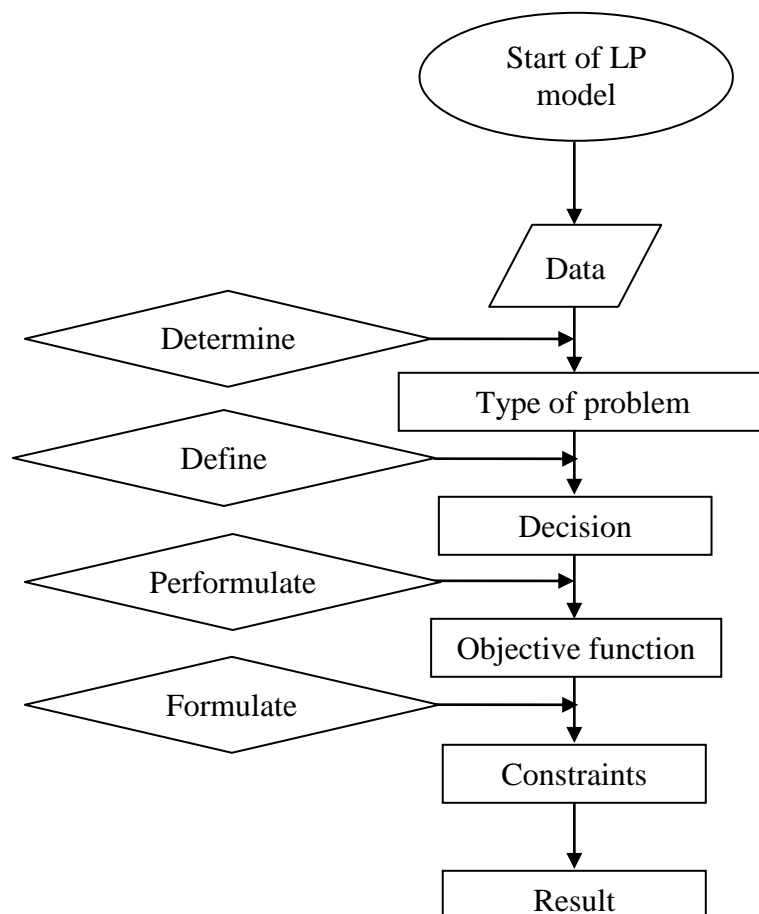 Start of LP
model
Data
Determine
Type of problem
Define
Decision
Performulate
Objective function
Formulate
Constraints
Result